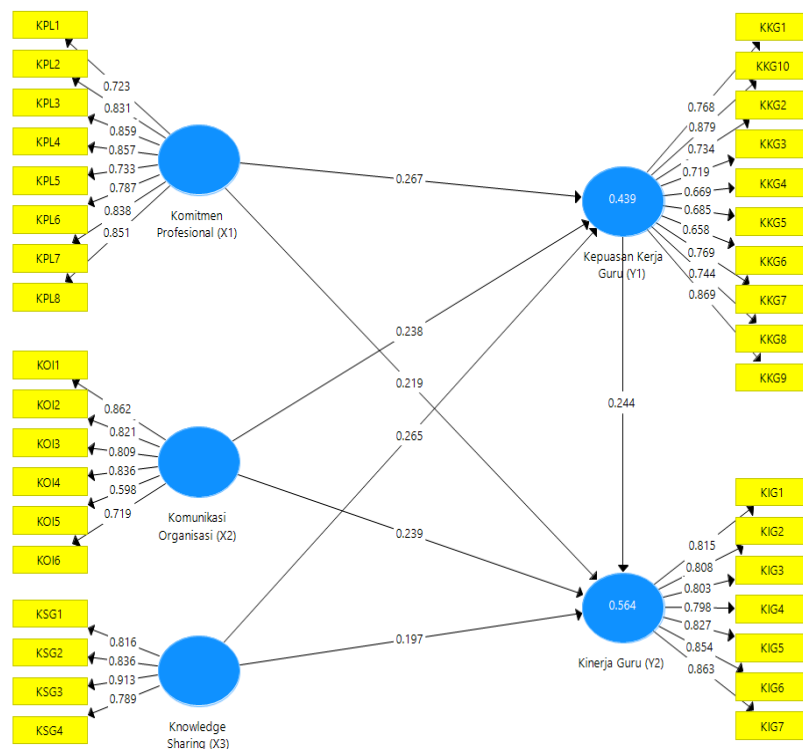 KPL1
KPL2
KPL3
KPL4
KPL5
KPL6
KPL7
KPL8
0.723
0.831
0.859
0.857
0.733
0.787
0.838
0.851
Komitmen
Profesional (X1)
KOI1
KOI2
KOI3
KOI4
KOI5
KOI6
0.862
0.821
0.809
0.836
0.598
0.719
Komunikasi
Organisasi (X2)
KSG1
KSG2
KSG3
KSG4
0.816
0.836
0.913
0.789
Knowledge
Sharing (X3)
0.267
0.238
0.219
0.265
0.239
0.197
0.244
0.439
Kepuasan Kerja
Guru (Y1)
0.768
0.879
0.734
0.719
0.669
0.685
0.658
0.769
0.744
0.869
KKG1
KKG10
KKG2
KKG3
KKG4
KKG5
KKG6
KKG7
KKG8
KKG9
0.564
Kinerja Guru (Y2)
0.815
0.808
0.803
0.798
0.827
0.854
0.863
KIG1
KIG2
KIG3
KIG4
KIG5
KIG6
KIG7